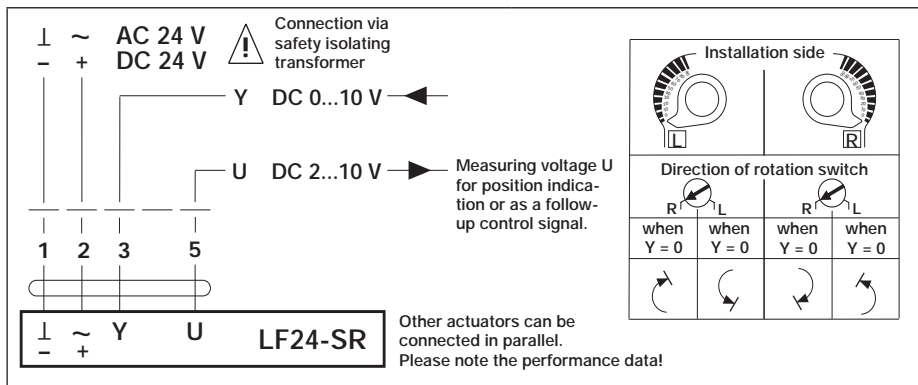 ⊥ ~ AC 24 V
– + DC 24 V
Connection via
safety isolating
transformer
Y DC 0...10 V
U DC 2...10 V
Measuring voltage U
for position indica-
tion or as a follow-
up control signal.
1 2 3 5
⊥ ~ Y U
– +
LF24-SR
Other actuators can be
connected in parallel.
Please note the performance data!
Installation side
L R
Direction of rotation switch
R L R L
when when when when
Y = 0 Y = 0 Y = 0 Y = 0